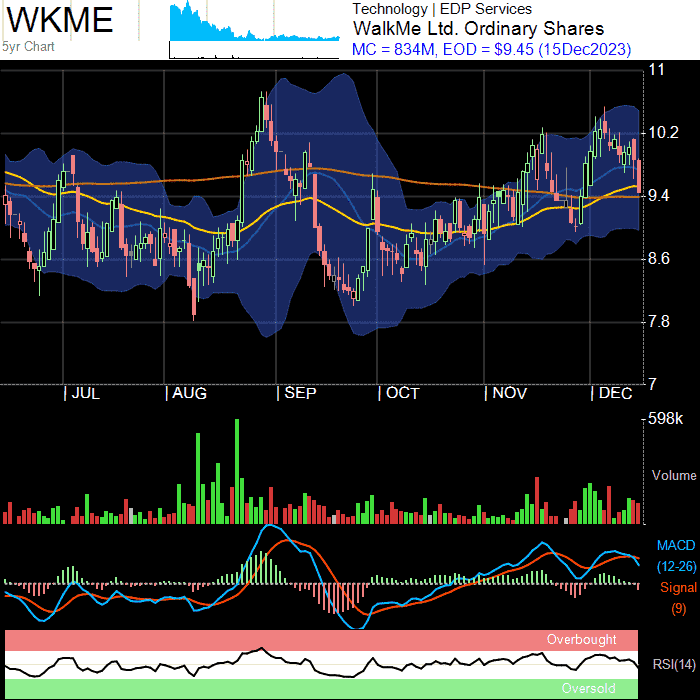 WKME
5yr Chart
Technology | EDP Services
WalkMe Ltd. Ordinary Shares
MC = 834M, EOD = $9.45 (15Dec2023)
11
10.2
9.4
8.6
7.8
7
| JUL | AUG | SEP | OCT | NOV | DEC
598k
Volume
MACD
(12-26)
Signal
(9)
Overbought
RSI(14)
Oversold